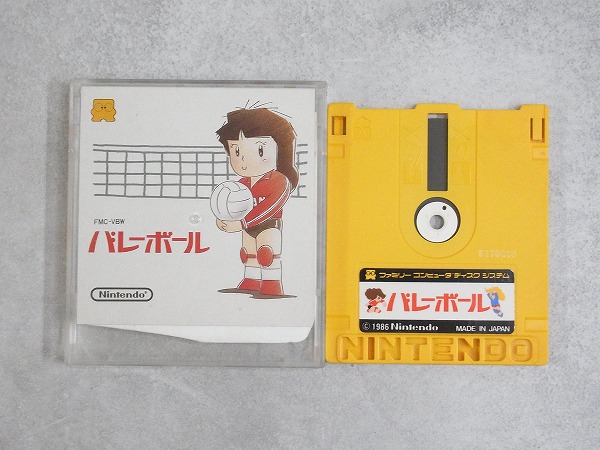 FMC-VBW
バレーボール
Nintendo
ファミリー コンピュータ ディスク システム
バレーボール
© 1986 Nintendo MADE IN JAPAN
NINTENDO